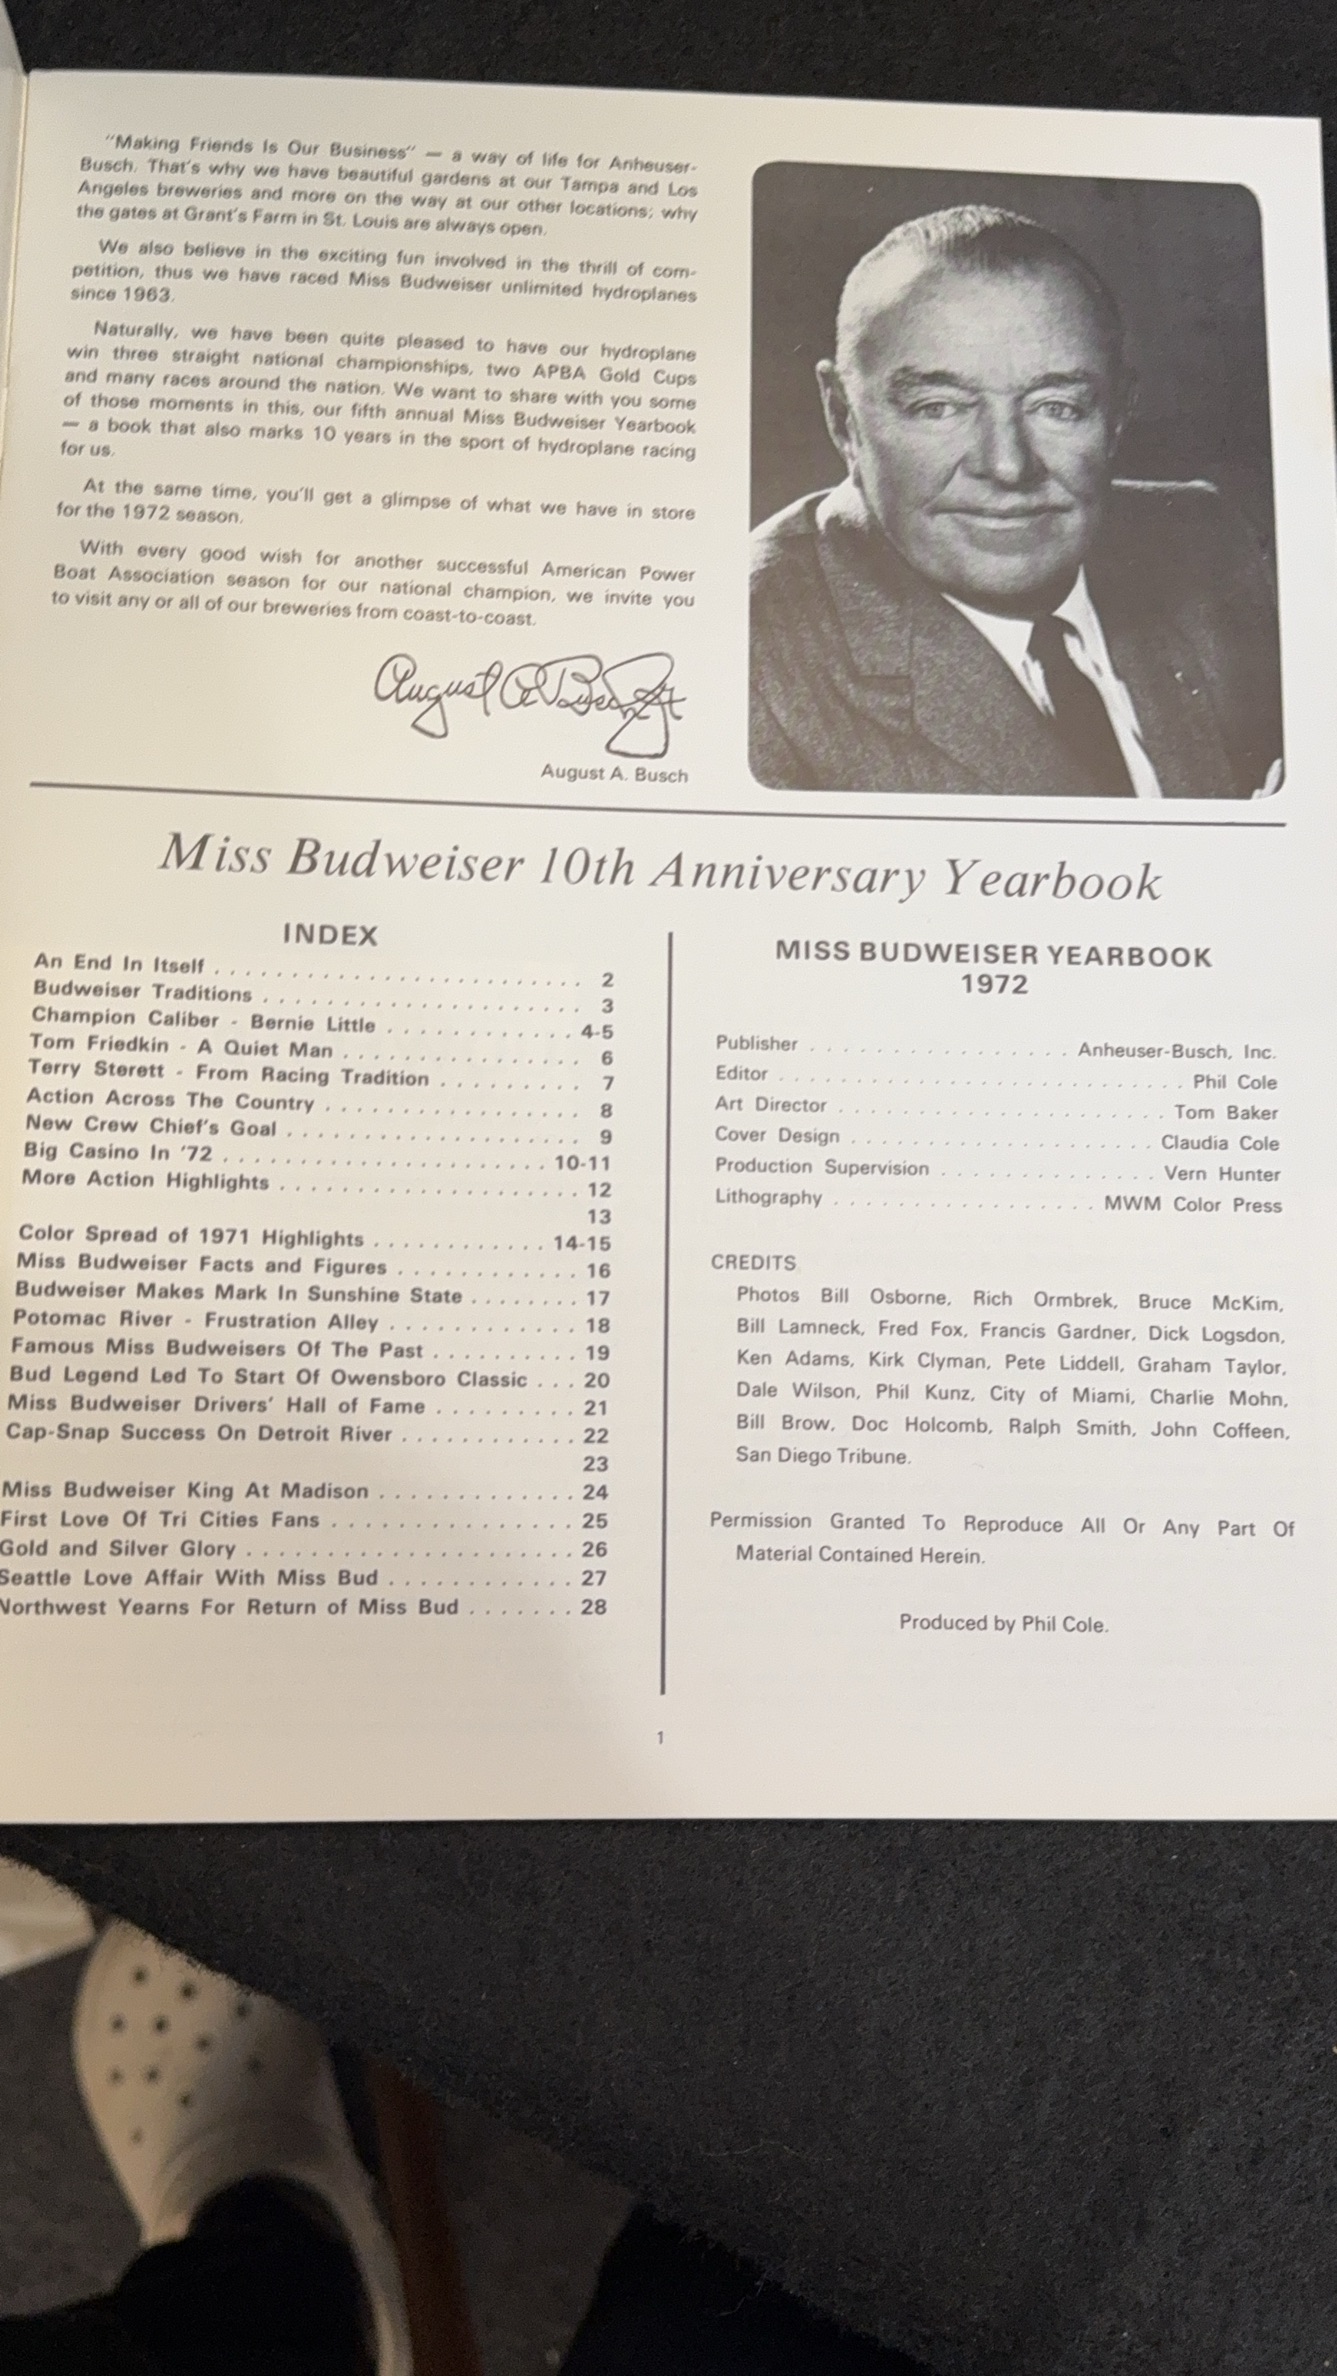 "Making Friends Is Our Business" — a way of life for Anheuser-
Busch. That's why we have beautiful gardens at our Tampa and Los
Angeles breweries and more on the way at our other locations; why
the gates at Grant's Farm in St. Louis are always open.
We also believe in the exciting fun involved in the thrill of com-
petition, thus we have raced Miss Budweiser unlimited hydroplanes
since 1963.
Naturally, we have been quite pleased to have our hydroplane
win three straight national championships, two APBA Gold Cups
and many races around the nation. We want to share with you some
of those moments in this, our fifth annual Miss Budweiser Yearbook
— a book that also marks 10 years in the sport of hydroplane racing
for us.
At the same time, you'll get a glimpse of what we have in store
for the 1972 season.
With every good wish for another successful American Power
Boat Association season for our national champion, we invite you
to visit any or all of our breweries from coast-to-coast.
August A. Busch Jr
August A. Busch
Miss Budweiser 10th Anniversary Yearbook
INDEX
An End In Itself . . . . . . . . . . . . . . . . . . . . . . . . 2
Budweiser Traditions . . . . . . . . . . . . . . . . . . . . . 3
Champion Caliber - Bernie Little . . . . . . . . . . . . 4-5
Tom Friedkin - A Quiet Man . . . . . . . . . . . . . . . . 6
Terry Sterett - From Racing Tradition . . . . . . . . . 7
Action Across The Country . . . . . . . . . . . . . . . . . 8
New Crew Chief's Goal . . . . . . . . . . . . . . . . . . . 9
Big Casino In '72 . . . . . . . . . . . . . . . . . . . . . . 10-11
More Action Highlights . . . . . . . . . . . . . . . . . . . . 12
13
Color Spread of 1971 Highlights . . . . . . . . . . . . 14-15
Miss Budweiser Facts and Figures . . . . . . . . . . . . 16
Budweiser Makes Mark In Sunshine State . . . . . . . . 17
Potomac River - Frustration Alley . . . . . . . . . . . . 18
Famous Miss Budweisers Of The Past . . . . . . . . . . 19
Bud Legend Led To Start Of Owensboro Classic . . . 20
Miss Budweiser Drivers' Hall of Fame . . . . . . . . . 21
Cap-Snap Success On Detroit River . . . . . . . . . . . . 22
23
Miss Budweiser King At Madison . . . . . . . . . . . . . 24
First Love Of Tri Cities Fans . . . . . . . . . . . . . . . . 25
Gold and Silver Glory . . . . . . . . . . . . . . . . . . . . . . 26
Seattle Love Affair With Miss Bud . . . . . . . . . . . . 27
Northwest Yearns For Return of Miss Bud . . . . . . . 28
MISS BUDWEISER YEARBOOK
1972
Publisher . . . . . . . . . . . . . . . . Anheuser-Busch, Inc.
Editor . . . . . . . . . . . . . . . . . . . . . . . . . . . Phil Cole
Art Director . . . . . . . . . . . . . . . . . . . . . . Tom Baker
Cover Design . . . . . . . . . . . . . . . . . . . . Claudia Cole
Production Supervision . . . . . . . . . . . . . . Vern Hunter
Lithography . . . . . . . . . . . . . . . . . MWM Color Press
CREDITS
Photos Bill Osborne, Rich Ormbrek, Bruce McKim,
Bill Lamneck, Fred Fox, Francis Gardner, Dick Logsdon,
Ken Adams, Kirk Clyman, Pete Liddell, Graham Taylor,
Dale Wilson, Phil Kunz, City of Miami, Charlie Mohn,
Bill Brow, Doc Holcomb, Ralph Smith, John Coffeen,
San Diego Tribune.
Permission Granted To Reproduce All Or Any Part Of
Material Contained Herein.
Produced by Phil Cole.
1